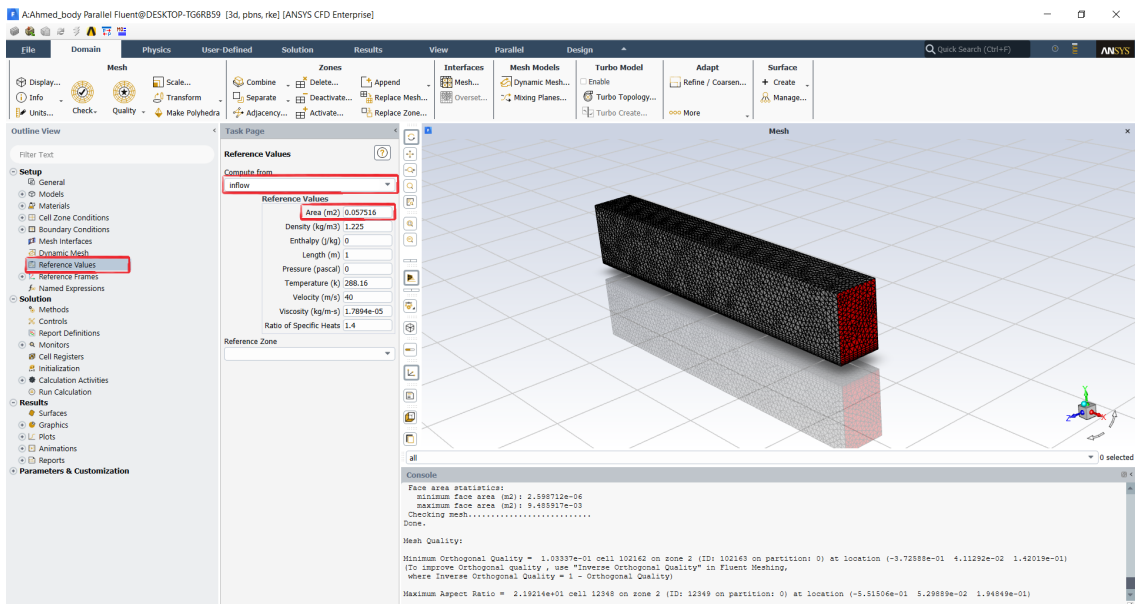 A:Ahmed_body Parallel Fluent@DESKTOP-TG6RB59 [3d, pbns, rke] [ANSYS CFD Enterprise]
File Domain Physics User-Defined Solution Results View Parallel Design Quick Search (Ctrl+F) ANSYS
Mesh Zones Interfaces Mesh Models Turbo Model Adapt Surface
Display... Scale... Combine Delete... Append Mesh... Dynamic Mesh... Enable Refine / Coarsen... + Create
Info Transform Separate Deactivate... Replace Mesh... Overset... Mixing Planes... Turbo Topology... Manage...
Units... Check Quality Make Polyhedra Adjacency... Activate... Replace Zone... Turbo Create... More
Outline View
Filter Text
Setup
General
Models
Materials
Cell Zone Conditions
Boundary Conditions
Mesh Interfaces
Dynamic Mesh
Reference Values
Reference Frames
Named Expressions
Solution
Methods
Controls
Report Definitions
Monitors
Cell Registers
Initialization
Calculation Activities
Run Calculation
Results
Surfaces
Graphics
Plots
Animations
Reports
Parameters & Customization
Task Page
Reference Values
Compute from
inflow
Reference Values
Area (m2) 0.057516
Density (kg/m3) 1.225
Enthalpy (j/kg) 0
Length (m) 1
Pressure (pascal) 0
Temperature (k) 288.16
Velocity (m/s) 40
Viscosity (kg/m-s) 1.7894e-05
Ratio of Specific Heats 1.4
Reference Zone
Mesh
Y
Z
X
all 0 selected
Console
Face area statistics:
minimum face area (m2): 2.598712e-06
maximum face area (m2): 9.485917e-03
Checking mesh..........................
Done.
Mesh Quality:
Minimum Orthogonal Quality = 1.03337e-01 cell 102162 on zone 2 (ID: 102163 on partition: 0) at location (-3.72588e-01 4.11292e-02 1.42019e-01)
(To improve Orthogonal quality , use "Inverse Orthogonal Quality" in Fluent Meshing,
where Inverse Orthogonal Quality = 1 - Orthogonal Quality)
Maximum Aspect Ratio = 2.19214e+01 cell 12348 on zone 2 (ID: 12349 on partition: 0) at location (-5.51506e-01 5.29889e-02 1.94849e-01)